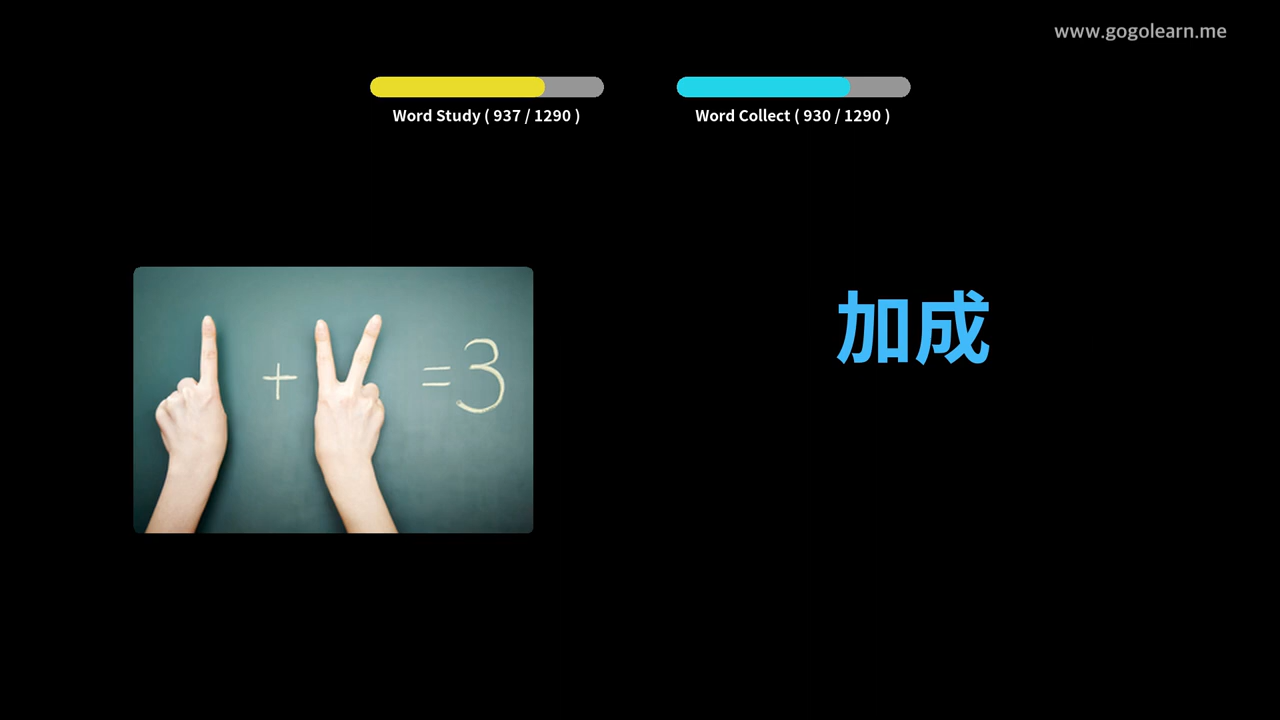 www.gogolearn.me
Word Study ( 937 / 1290 )
Word Collect ( 930 / 1290 )
+ =3
加成